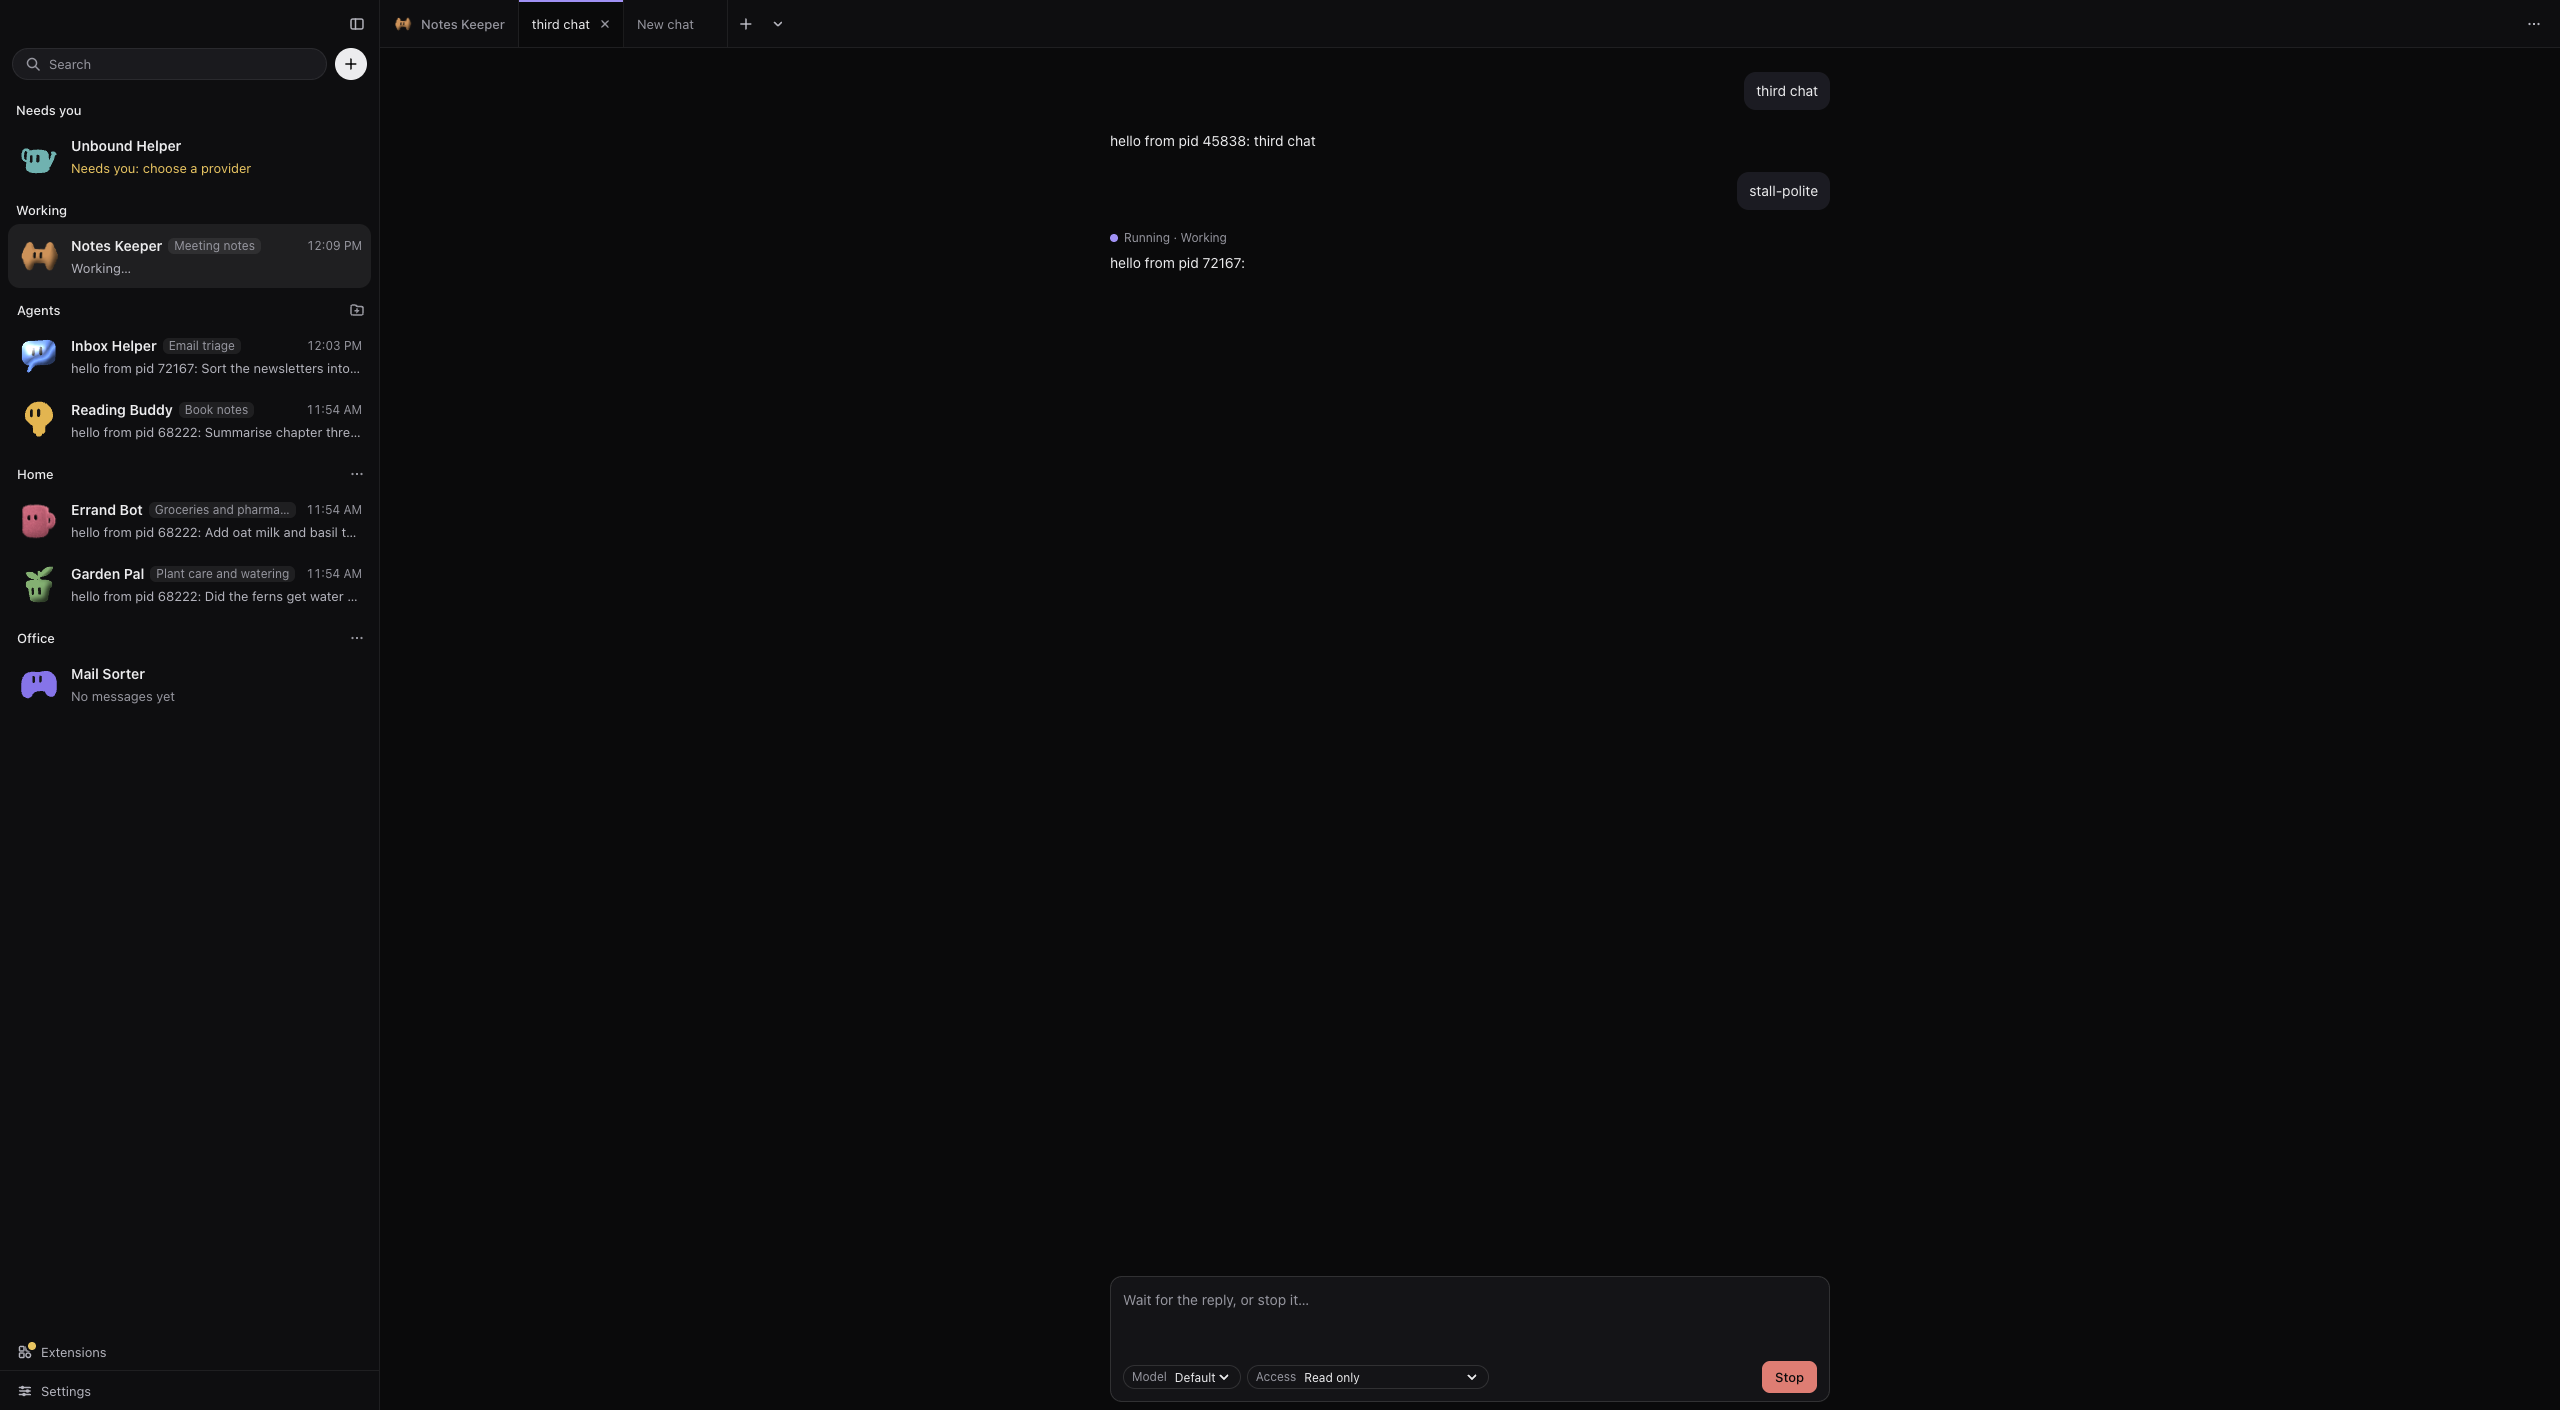 Search
Needs you
Unbound Helper
Needs you: choose a provider
Working
Notes Keeper Meeting notes 12:09 PM
Working...
Agents
Inbox Helper Email triage 12:03 PM
hello from pid 72167: Sort the newsletters into...
Reading Buddy Book notes 11:54 AM
hello from pid 68222: Summarise chapter thre...
Home
Errand Bot Groceries and pharma... 11:54 AM
hello from pid 68222: Add oat milk and basil t...
Garden Pal Plant care and watering 11:54 AM
hello from pid 68222: Did the ferns get water ...
Office
Mail Sorter
No messages yet
Extensions
Settings
Notes Keeper third chat New chat
third chat
hello from pid 45838: third chat
stall-polite
Running · Working
hello from pid 72167:
Wait for the reply, or stop it...
Model Default Access Read only Stop